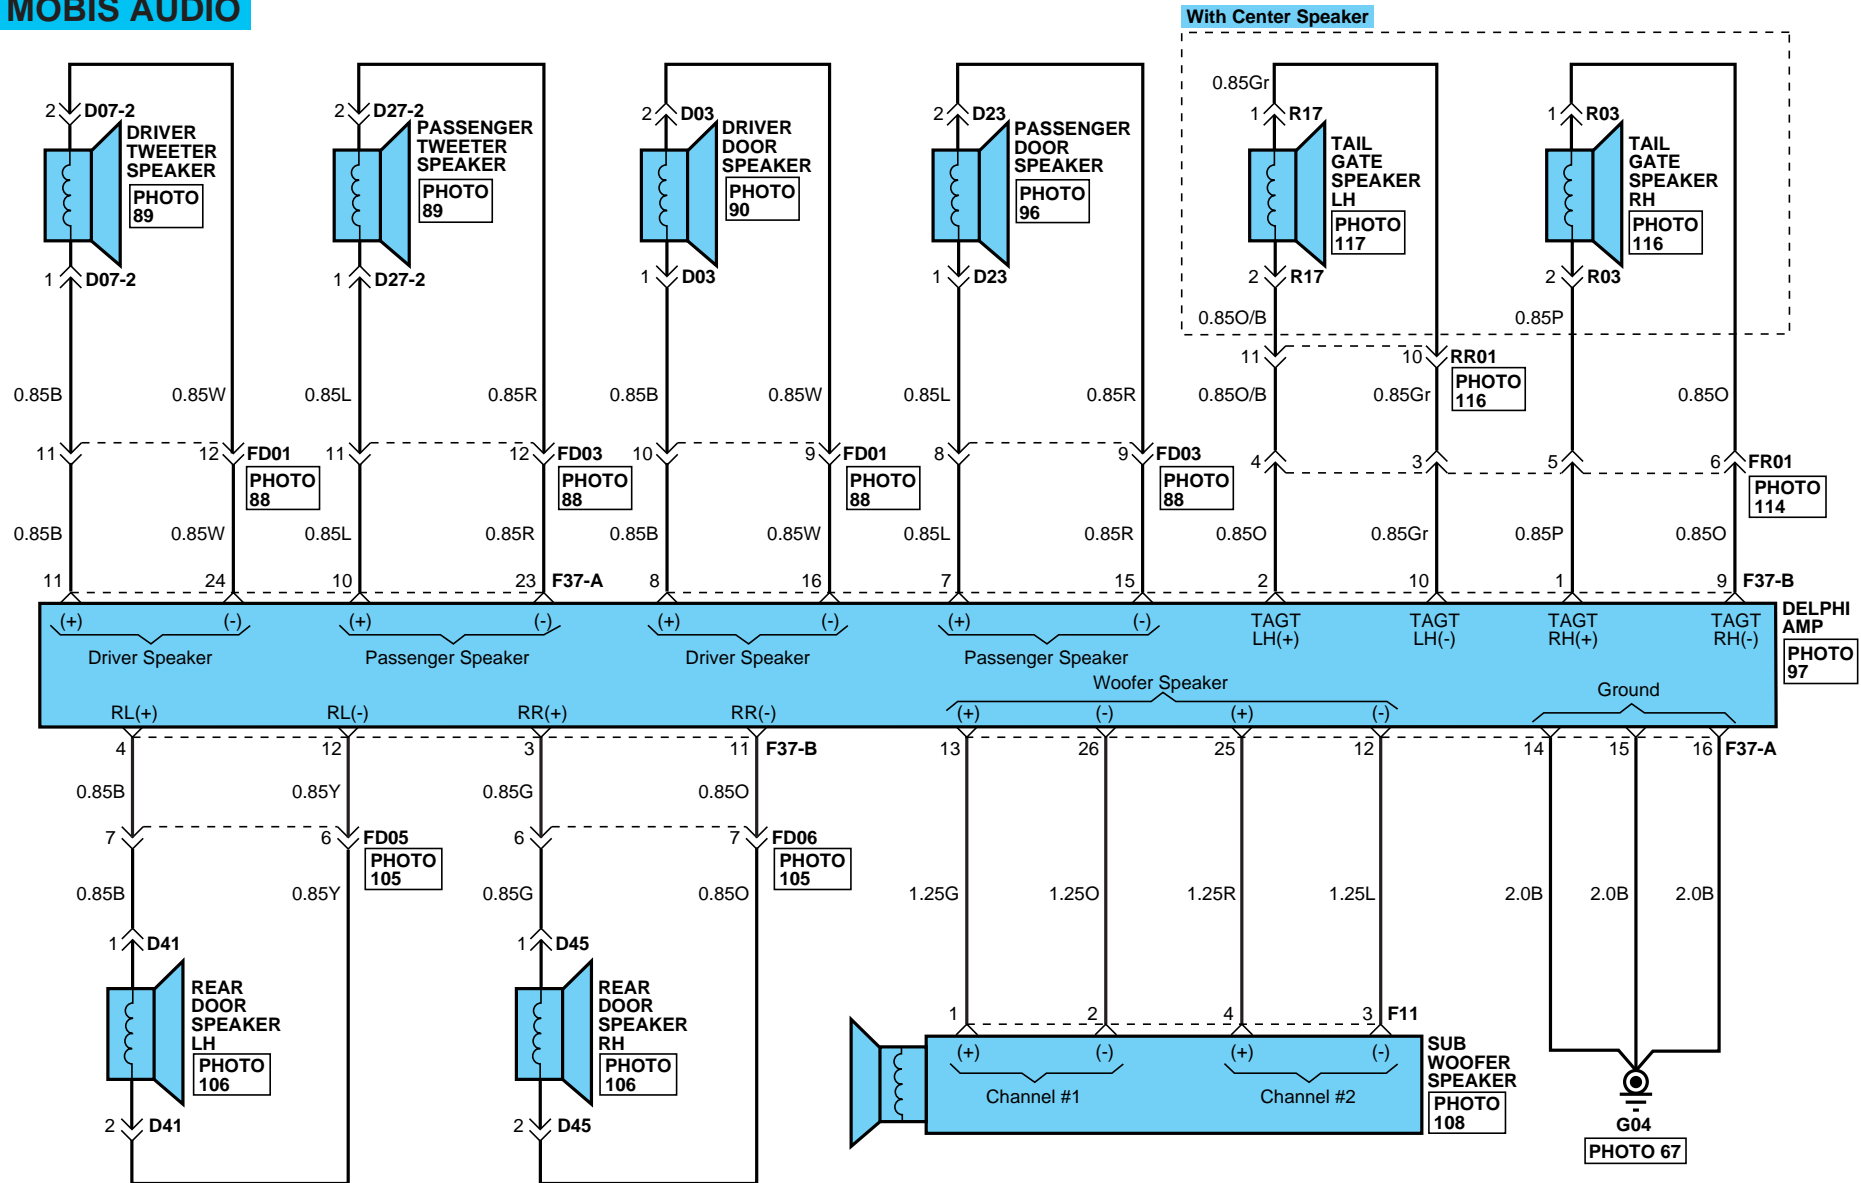 MOBIS AUDIO
With Center Speaker
0.85Gr
2 D07-2
2 D27-2
2 D03
2 D23
1 R17
1 R03
DRIVER
TWEETER
SPEAKER
PHOTO
89
PASSENGER
TWEETER
SPEAKER
PHOTO
89
DRIVER
DOOR
SPEAKER
PHOTO
90
PASSENGER
DOOR
SPEAKER
PHOTO
96
TAIL
GATE
SPEAKER
LH
PHOTO
117
TAIL
GATE
SPEAKER
RH
PHOTO
116
1 D07-2
1 D27-2
1 D03
1 D23
2 R17
2 R03
0.85O/B
0.85P
11
10 RR01
PHOTO
116
0.85B
0.85W
0.85L
0.85R
0.85B
0.85W
0.85L
0.85R
0.85O/B
0.85Gr
0.85O
11
12 FD01
PHOTO
88
11
12 FD03
PHOTO
88
10
9 FD01
PHOTO
88
8
9 FD03
PHOTO
88
4
3
5
6 FR01
PHOTO
114
0.85B
0.85W
0.85L
0.85R
0.85B
0.85W
0.85L
0.85R
0.85O
0.85Gr
0.85P
0.85O
11
24
10
23 F37-A
8
16
7
15
2
10
1
9 F37-B
(+)
(-)
Driver Speaker
(+)
(-)
Passenger Speaker
(+)
(-)
Driver Speaker
(+)
(-)
Passenger Speaker
TAGT
LH(+)
TAGT
LH(-)
TAGT
RH(+)
TAGT
RH(-)
DELPHI
AMP
PHOTO
97
Woofer Speaker
Ground
RL(+)
RL(-)
RR(+)
RR(-)
(+)
(-)
(+)
(-)
4
12
3
11 F37-B
13
26
25
12
14
15
16 F37-A
0.85B
0.85Y
0.85G
0.85O
7
6 FD05
PHOTO
105
6
7 FD06
PHOTO
105
0.85B
0.85Y
0.85G
0.85O
1.25G
1.25O
1.25R
1.25L
2.0B
2.0B
2.0B
1 D41
1 D45
REAR
DOOR
SPEAKER
LH
PHOTO
106
REAR
DOOR
SPEAKER
RH
PHOTO
106
2 D41
2 D45
1
2
4
3 F11
(+)
(-)
(+)
(-)
Channel #1
Channel #2
SUB
WOOFER
SPEAKER
PHOTO
108
G04
PHOTO 67